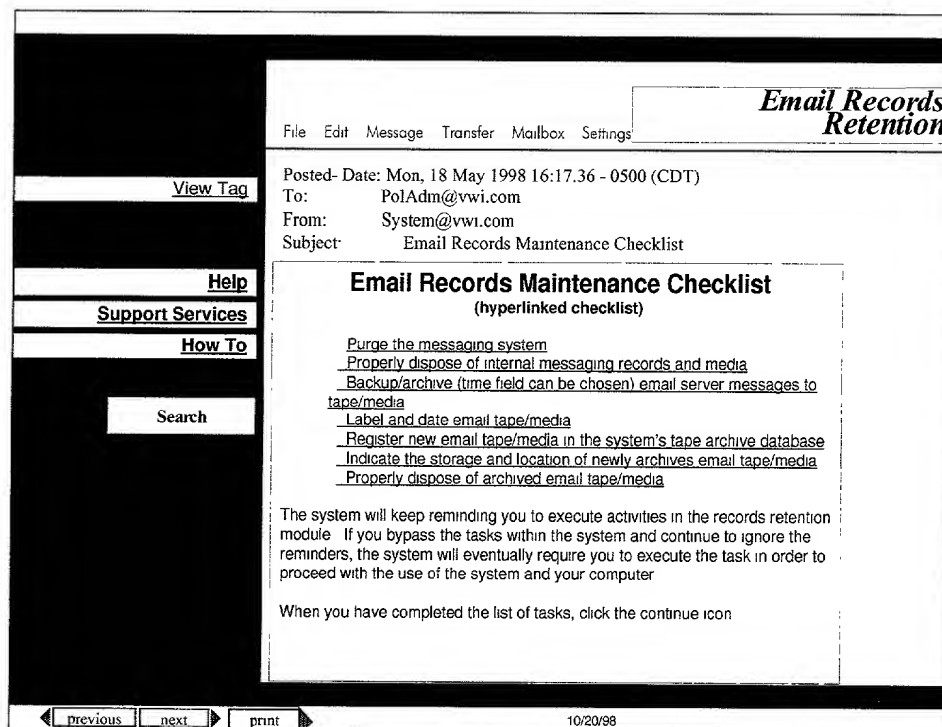 Email Records
Retention
File Edit Message Transfer Mailbox Settings
View Tag
Help
Support Services
How To
Search
Posted- Date: Mon, 18 May 1998 16:17.36 - 0500 (CDT)
To: PolAdm@vwi.com
From: System@vwi.com
Subject: Email Records Maintenance Checklist
Email Records Maintenance Checklist
(hyperlinked checklist)
Purge the messaging system
Properly dispose of internal messaging records and media
Backup/archive (time field can be chosen) email server messages to
tape/media
Label and date email tape/media
Register new email tape/media in the system's tape archive database
Indicate the storage and location of newly archives email tape/media
Properly dispose of archived email tape/media
The system will keep reminding you to execute activities in the records retention
module If you bypass the tasks within the system and continue to ignore the
reminders, the system will eventually require you to execute the task in order to
proceed with the use of the system and your computer
When you have completed the list of tasks, click the continue icon
previous next print 10/20/98